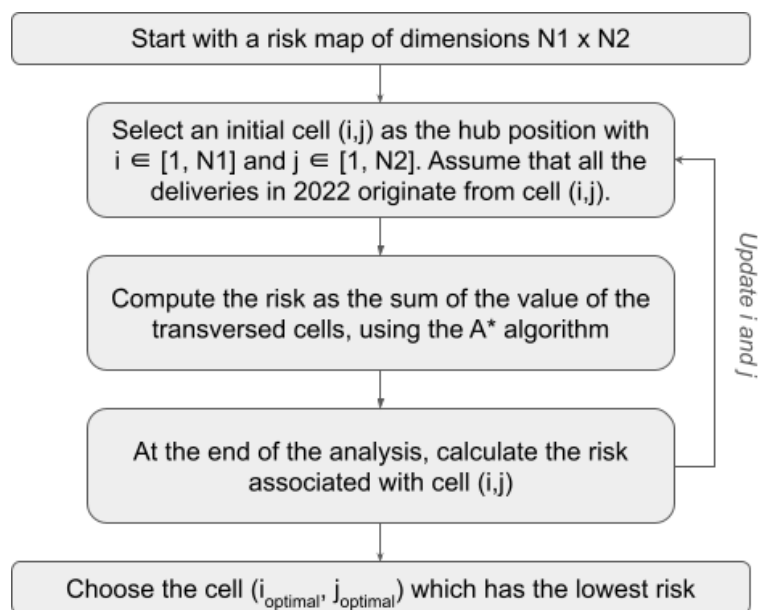 Start with a risk map of dimensions N1 x N2
Select an initial cell (i,j) as the hub position with
i ∈ [1, N1] and j ∈ [1, N2]. Assume that all the
deliveries in 2022 originate from cell (i,j).
Update i and j
Compute the risk as the sum of the value of the
transversed cells, using the A* algorithm
At the end of the analysis, calculate the risk
associated with cell (i,j)
Choose the cell (i_optimal, j_optimal) which has the lowest risk